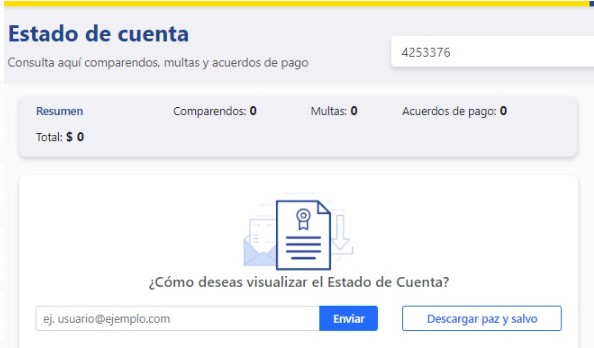 Estado de cuenta
Consulta aquí comparendos, multas y acuerdos de pago
4253376
Resumen Comparendos: 0 Multas: 0 Acuerdos de pago: 0
Total: $ 0
¿Cómo deseas visualizar el Estado de Cuenta?
ej. usuario@ejemplo.com Enviar Descargar paz y salvo